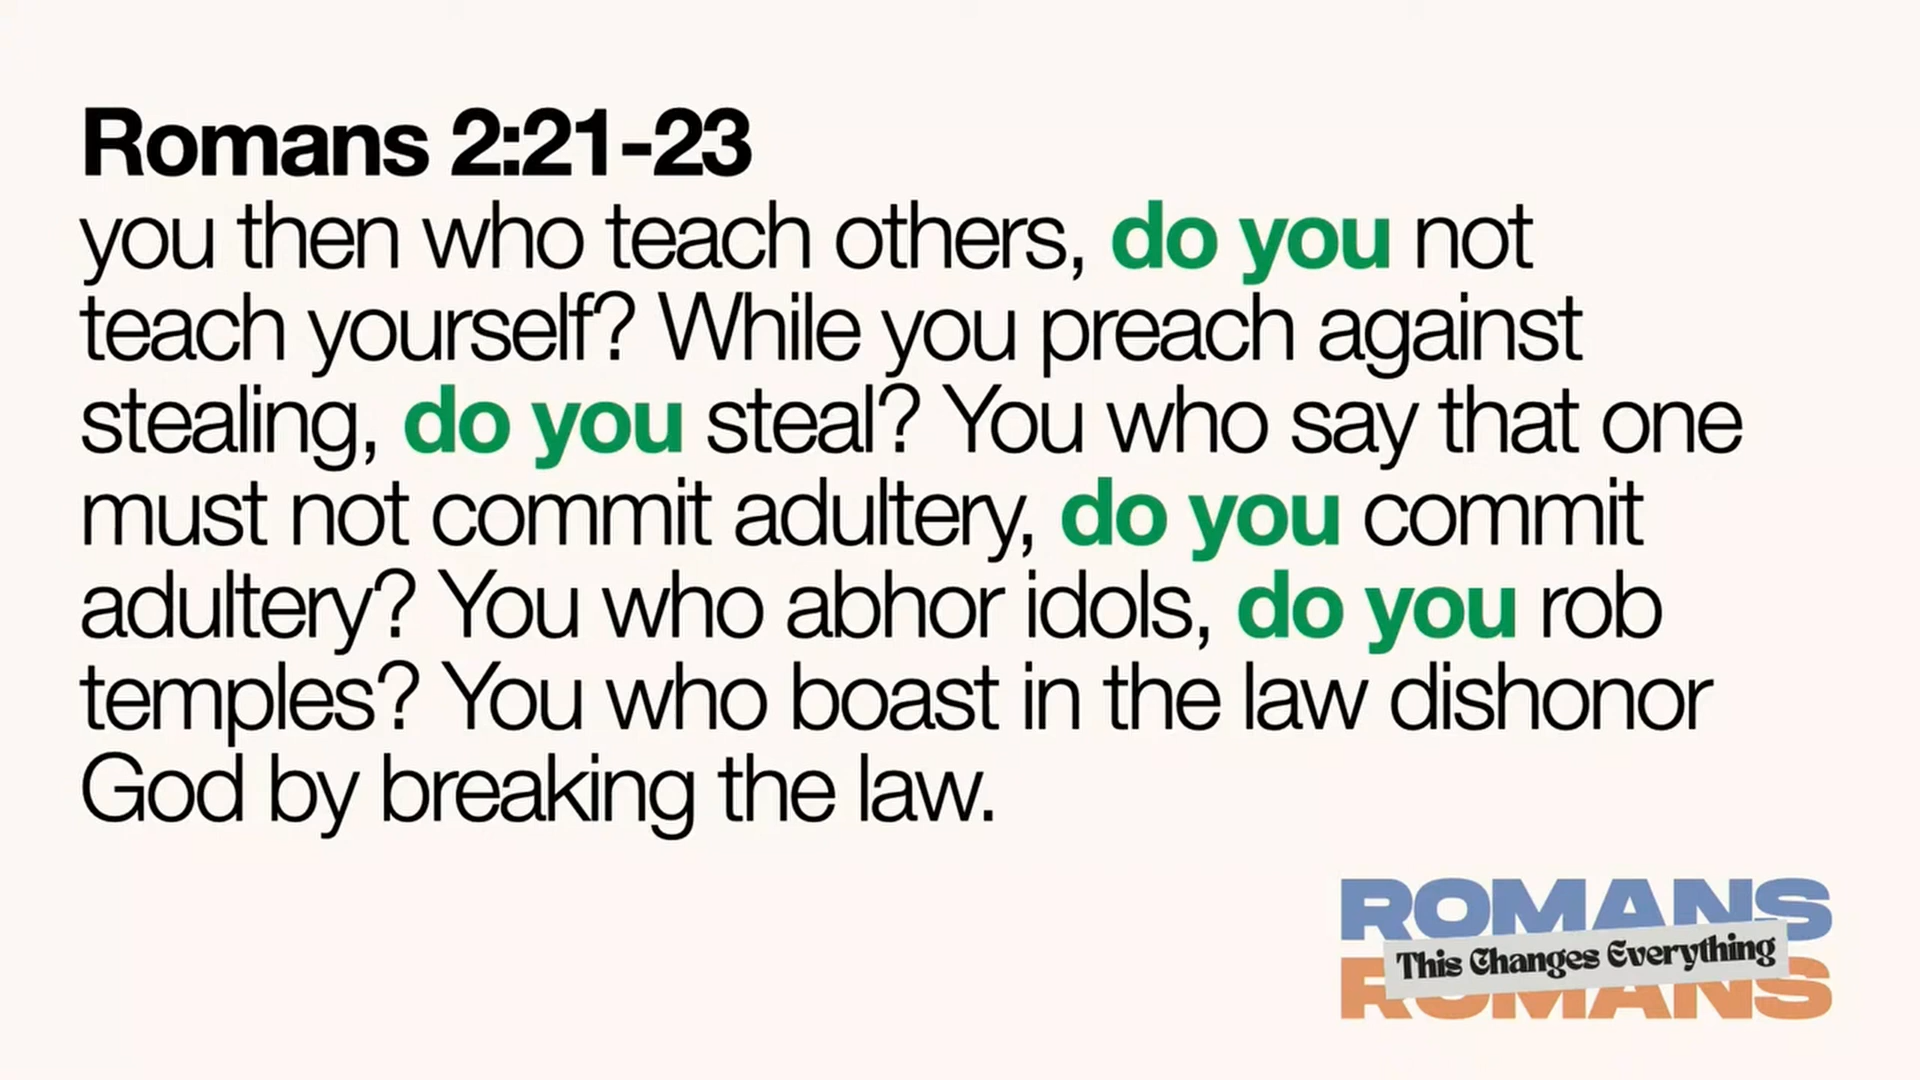 Romans 2:21-23
you then who teach others, do you not
teach yourself? While you preach against
stealing, do you steal? You who say that one
must not commit adultery, do you commit
adultery? You who abhor idols, do you rob
temples? You who boast in the law dishonor
God by breaking the law.
ROMANS
This Changes Everything
ROMANS